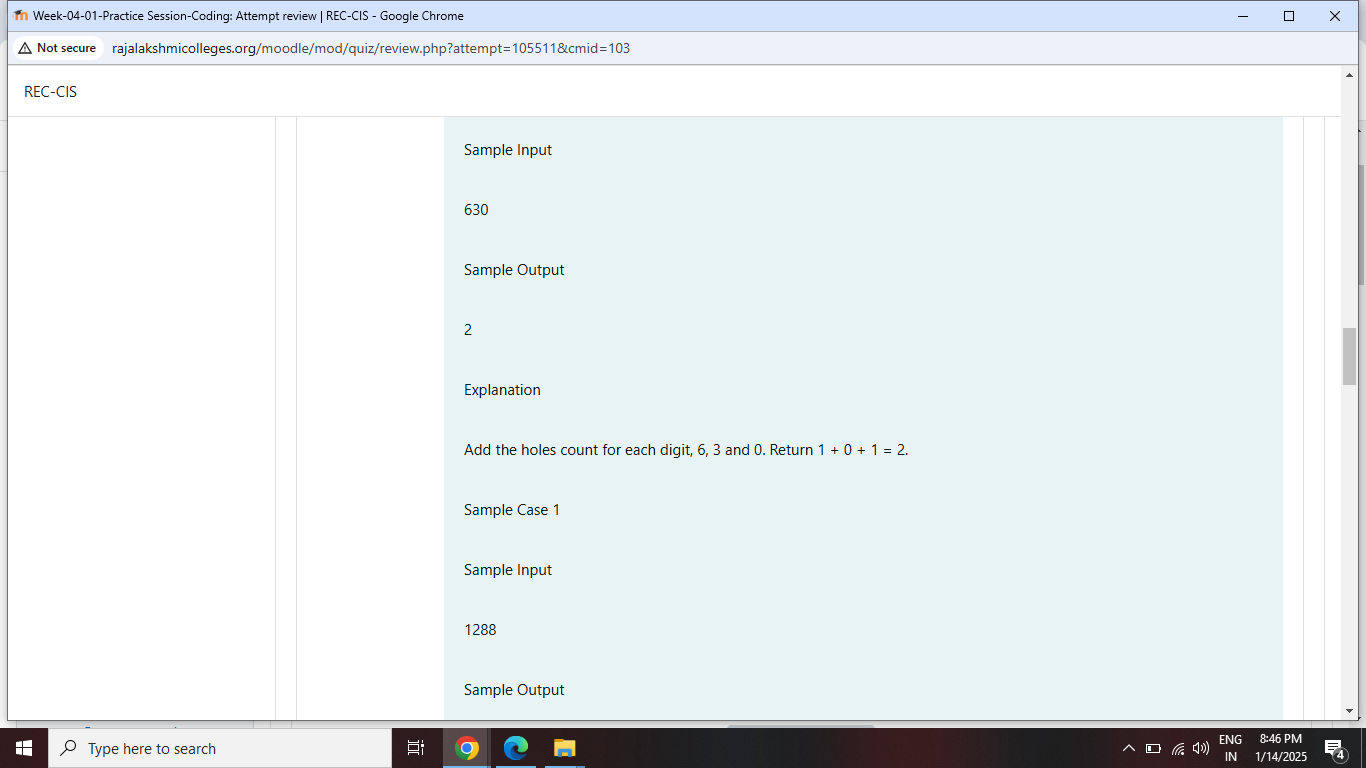 Week-04-01-Practice Session-Coding: Attempt review | REC-CIS - Google Chrome
Not secure rajalakshmicolleges.org/moodle/mod/quiz/review.php?attempt=105511&cmid=103
REC-CIS
Sample Input
630
Sample Output
2
Explanation
Add the holes count for each digit, 6, 3 and 0. Return 1 + 0 + 1 = 2.
Sample Case 1
Sample Input
1288
Sample Output
Type here to search
ENG
IN
8:46 PM
1/14/2025
4